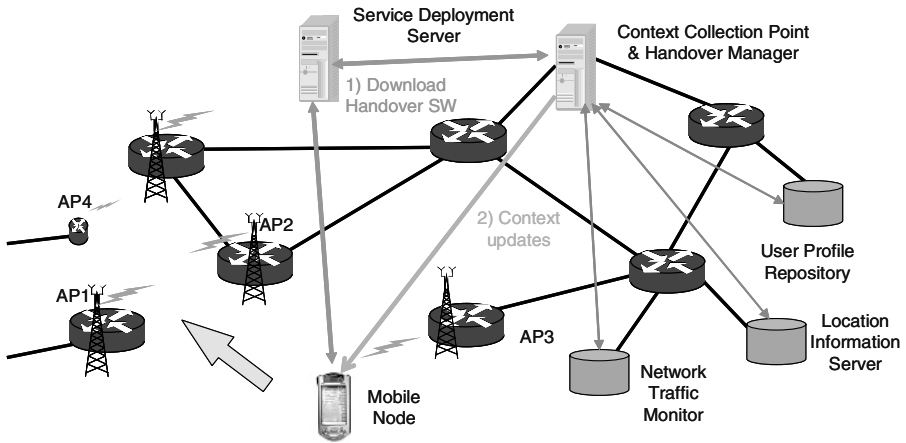 Service Deployment
Server
Context Collection Point
& Handover Manager
1) Download
Handover SW
AP4
AP2
2) Context
updates
User Profile
Repository
AP1
AP3
Location
Information
Server
Network
Traffic
Monitor
Mobile
Node